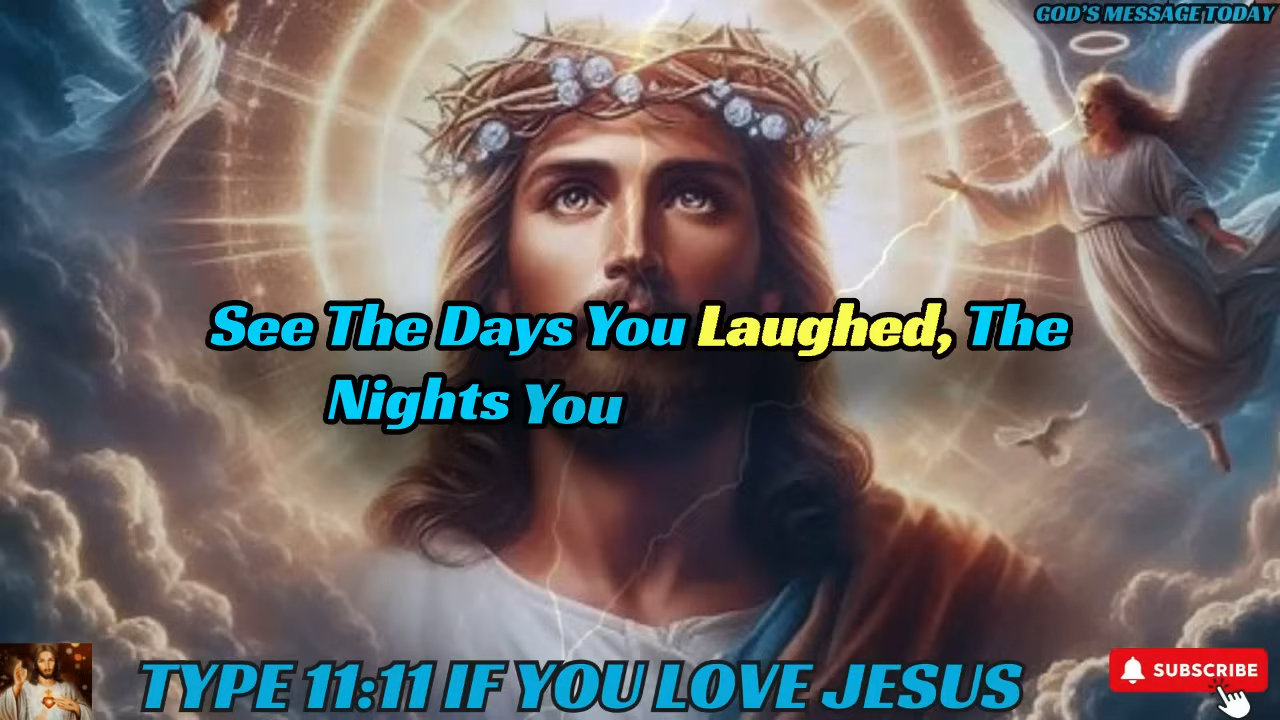 GOD'S MESSAGE TODAY
See The Days You Laughed, The
Nights You
TYPE 11:11 IF YOU LOVE JESUS
SUBSCRIBE